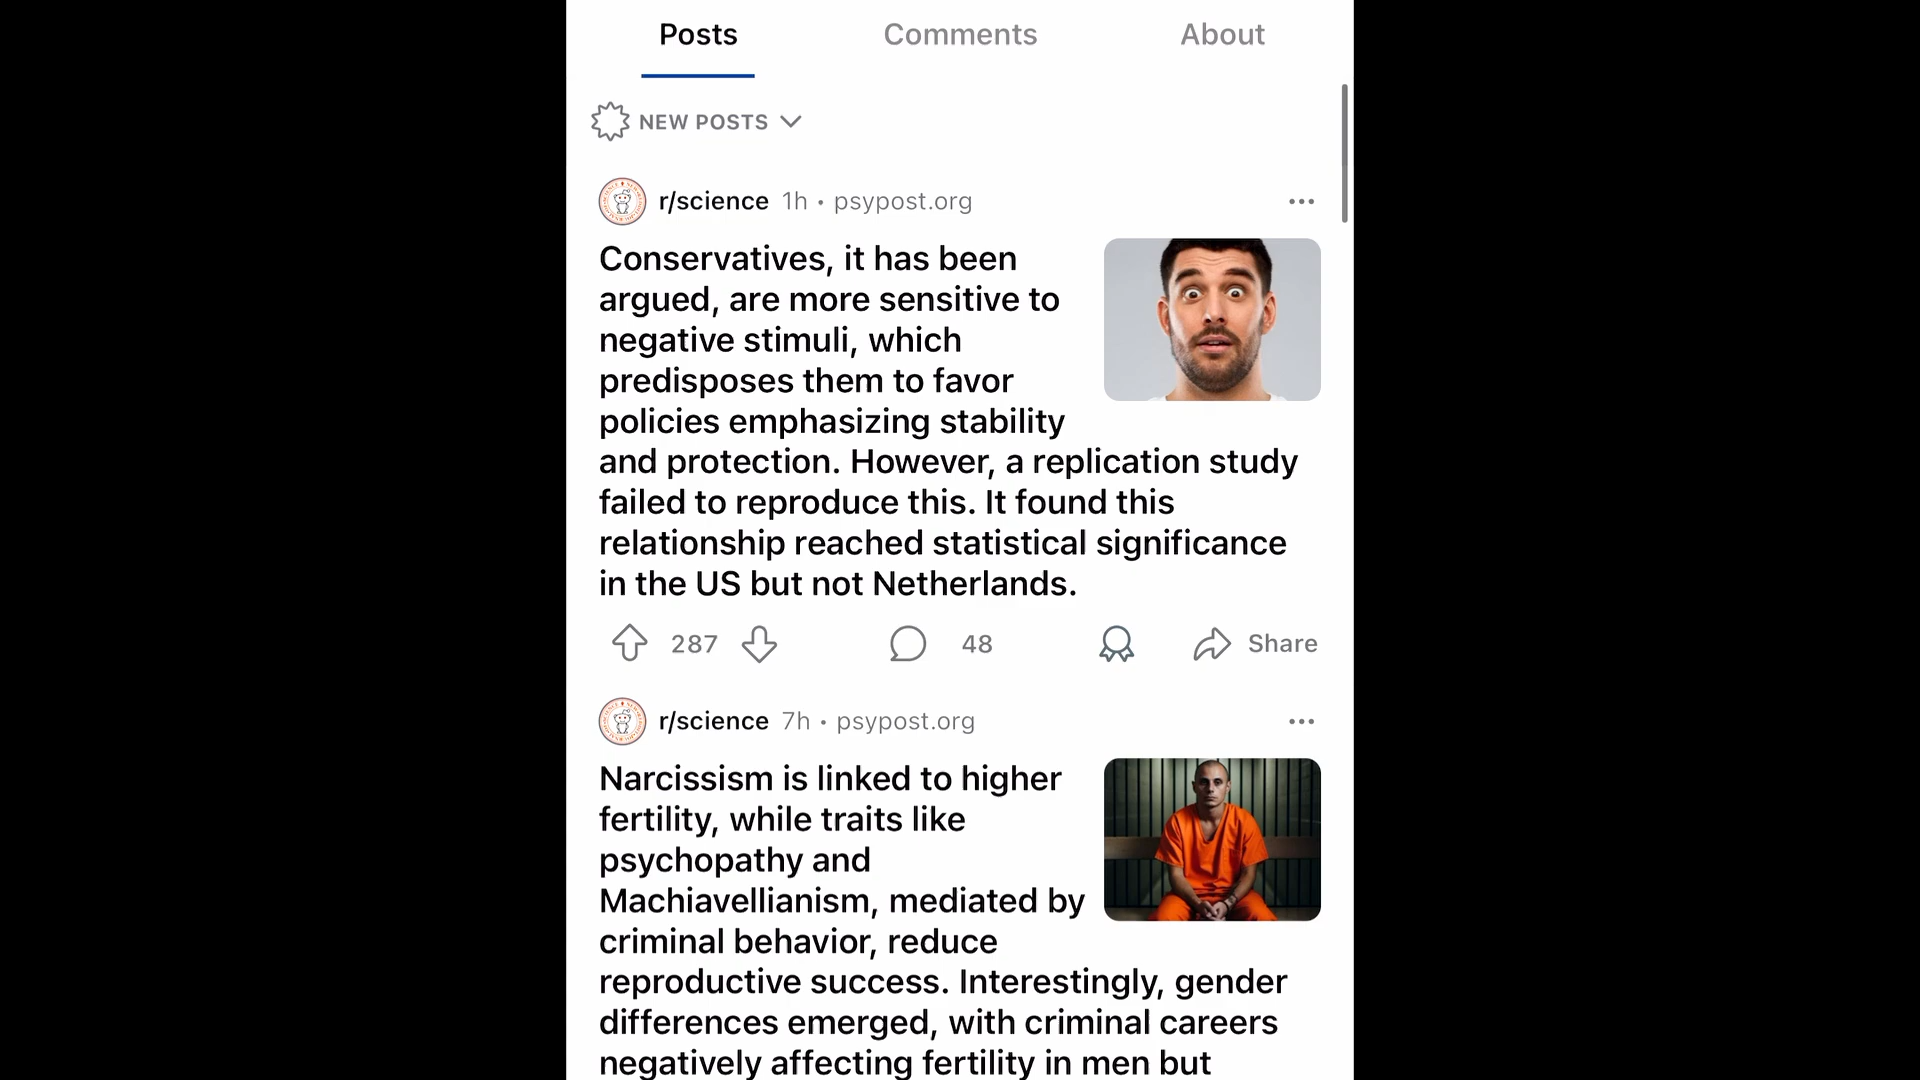 Posts Comments About
NEW POSTS
r/science 1h • psypost.org
Conservatives, it has been
argued, are more sensitive to
negative stimuli, which
predisposes them to favor
policies emphasizing stability
and protection. However, a replication study
failed to reproduce this. It found this
relationship reached statistical significance
in the US but not Netherlands.
287 48 Share
r/science 7h • psypost.org
Narcissism is linked to higher
fertility, while traits like
psychopathy and
Machiavellianism, mediated by
criminal behavior, reduce
reproductive success. Interestingly, gender
differences emerged, with criminal careers
negatively affecting fertility in men but